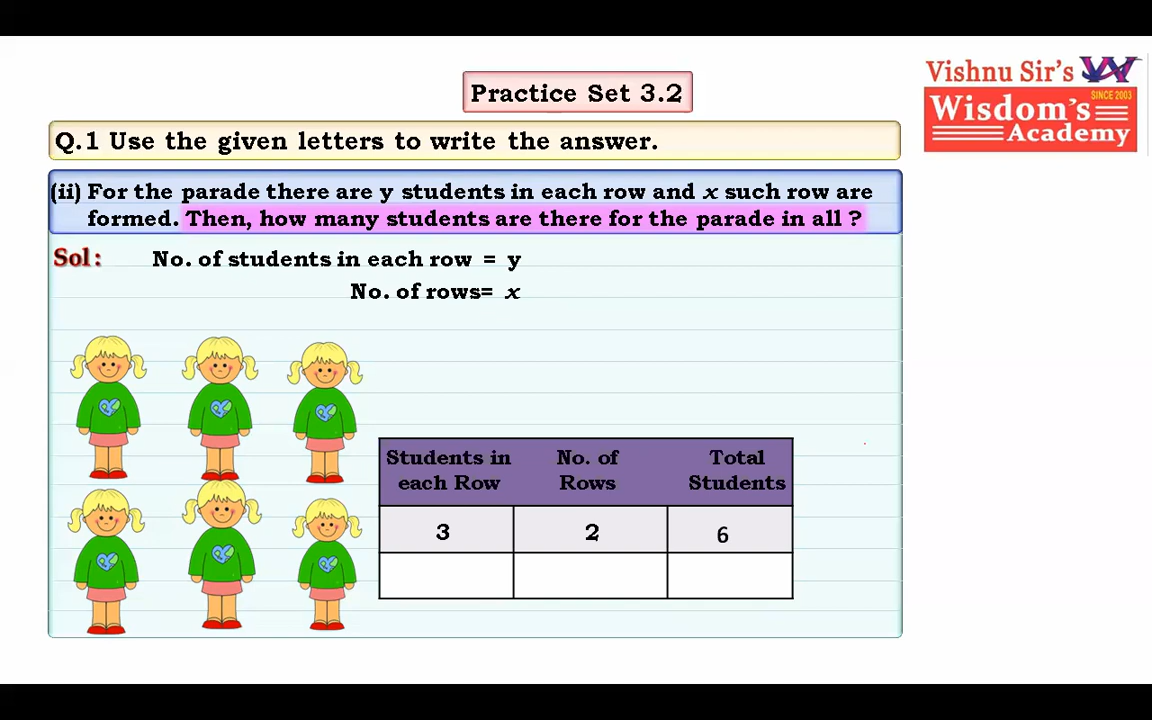 Practice Set 3.2
Vishnu Sir's
SINCE 2003
Wisdom's
Academy
Q.1 Use the given letters to write the answer.
(ii) For the parade there are y students in each row and x such row are
formed. Then, how many students are there for the parade in all ?
Sol: No. of students in each row = y
No. of rows= x
Students in each Row No. of Rows Total Students
3 2 6